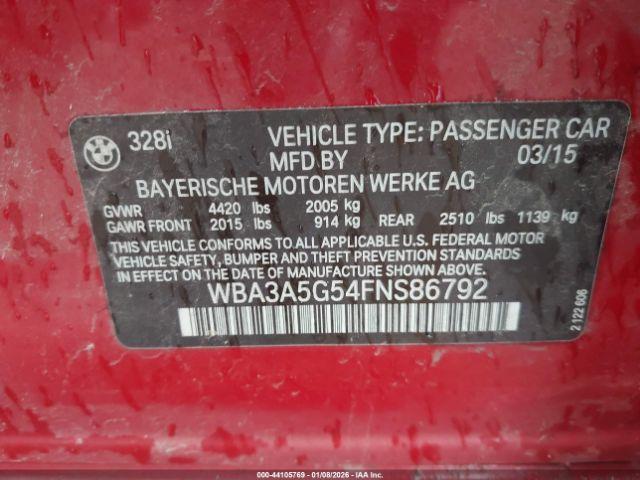 BMW
328i VEHICLE TYPE: PASSENGER CAR
MFD BY 03/15
BAYERISCHE MOTOREN WERKE AG
GVWR 4420 lbs 2005 kg
GAWR FRONT 2015 lbs 914 kg REAR 2510 lbs 1139 kg
THIS VEHICLE CONFORMS TO ALL APPLICABLE U.S. FEDERAL MOTOR
VEHICLE SAFETY, BUMPER AND THEFT PREVENTION STANDARDS
IN EFFECT ON THE DATE OF MANUFACTURE SHOWN ABOVE.
WBA3A5G54FNS86792
2 122 606
000-44105769 | 01/08/2026 | IAA Inc.